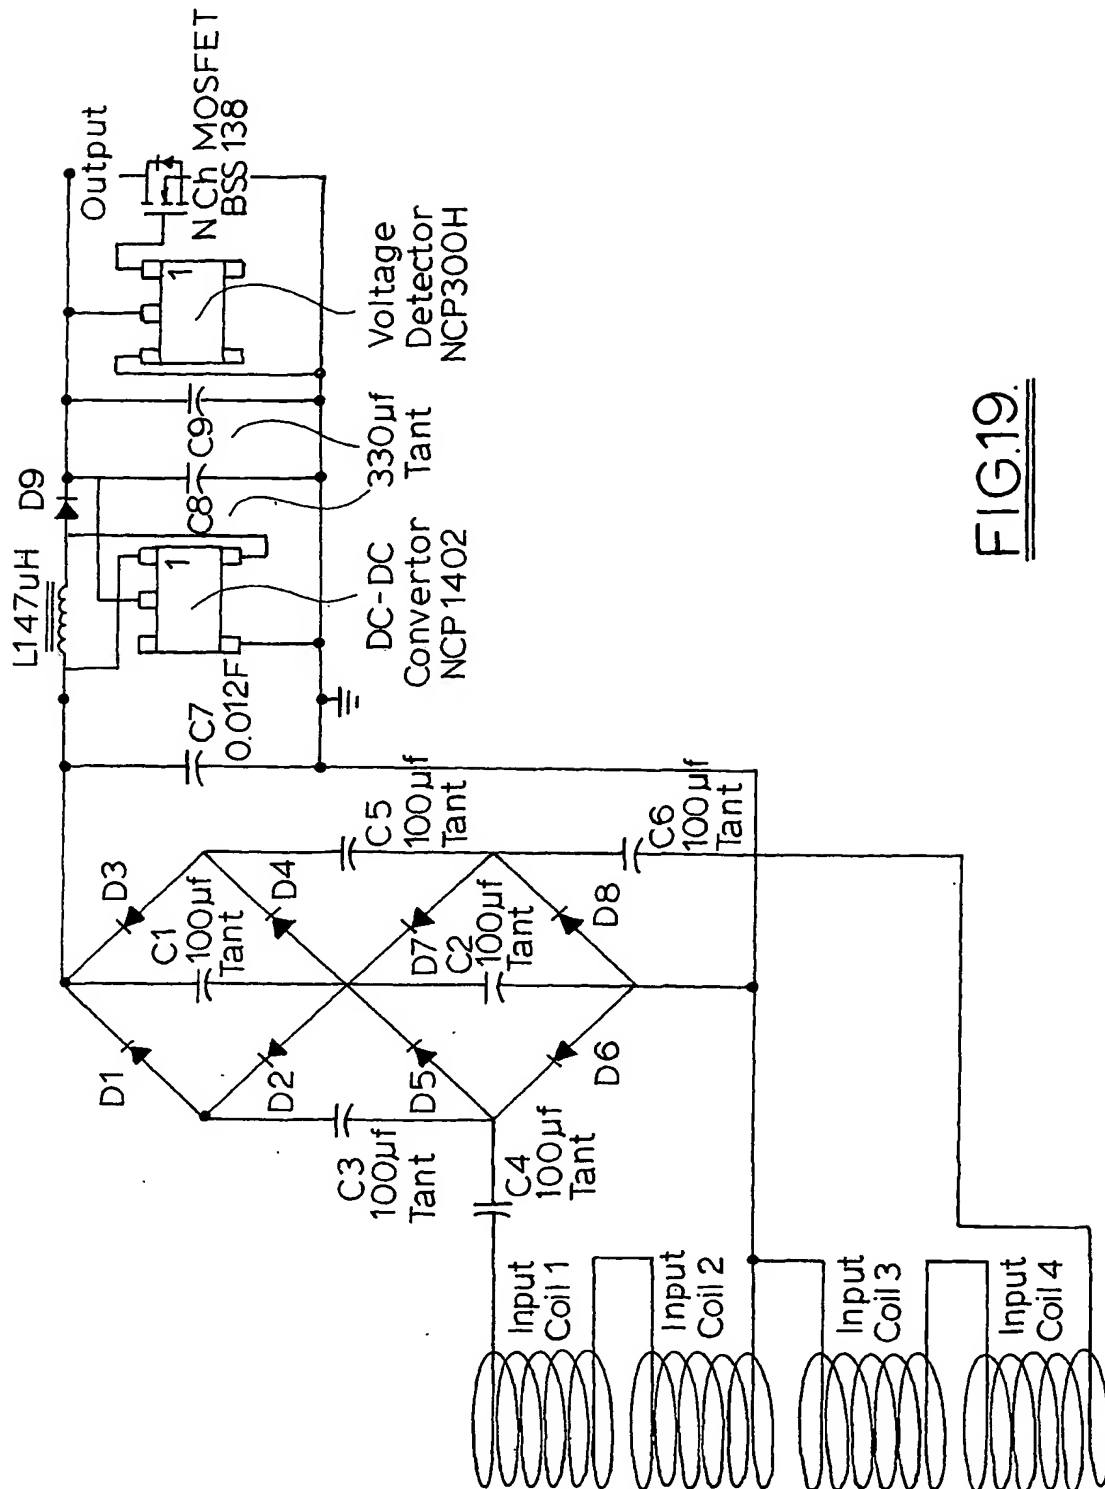 Output
N Ch MOSFET
BSS 138
1
Voltage
Detector
NCP300H
D9
C9
C8
330µf
Tant
L147uH
1
DC-DC
Convertor
NCP1402
C7
0.012F
D3
C5
100µf
Tant
D4
C1
100µf
Tant
C6
100µf
Tant
D7
C2
100µf
Tant
D8
D1
D2
D5
D6
C3
100µf
Tant
C4
100µf
Tant
Input
Coil 1
Input
Coil 2
Input
Coil 3
Input
Coil 4
FIG.19.